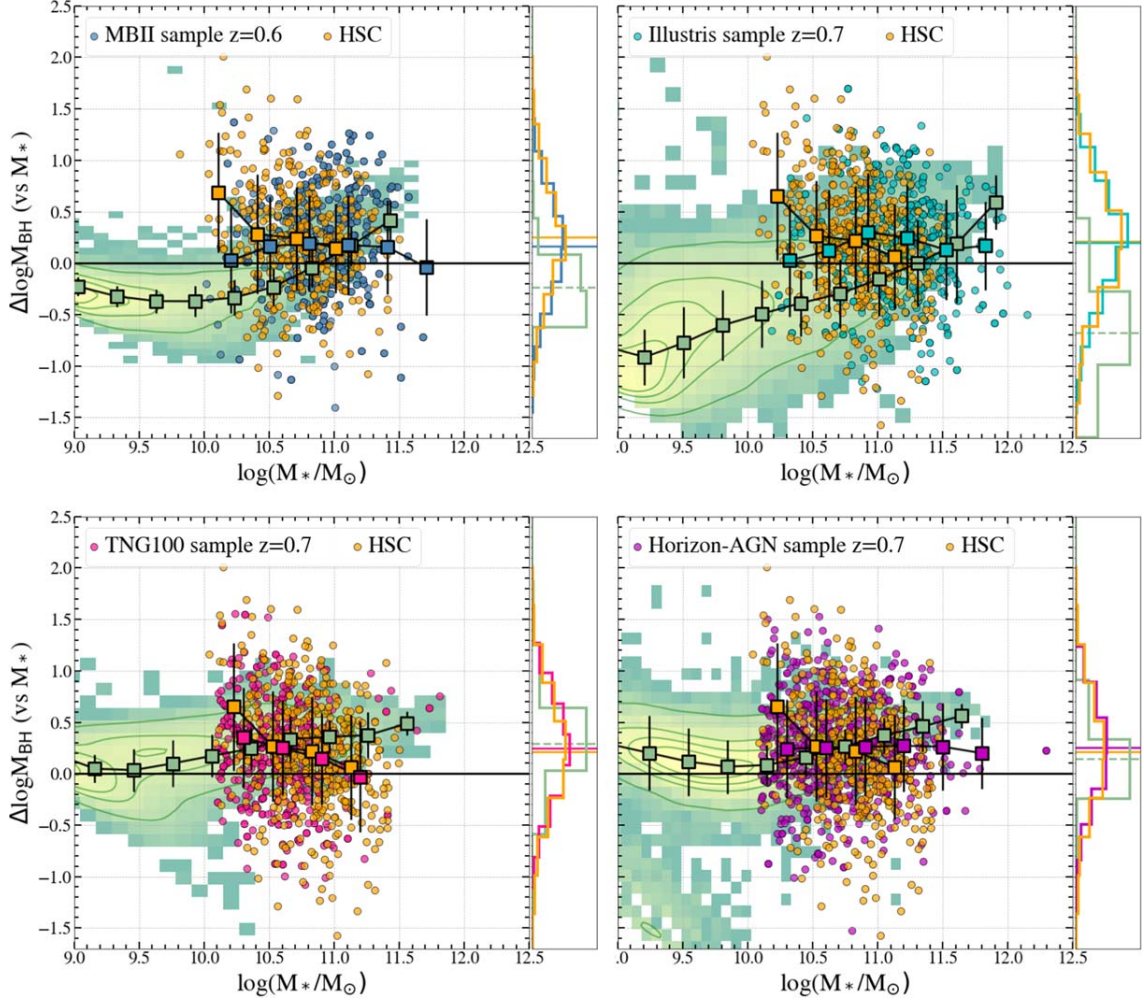 MBII sample z=0.6 HSC
2.5
2.0
1.5
1.0
0.5
0.0
−0.5
−1.0
−1.5
ΔlogM_BH (vs M_*)
9.0 9.5 10.0 10.5 11.0 11.5 12.0 12.5
log(M_*/M_⊙)
Illustris sample z=0.7 HSC
.0 9.5 10.0 10.5 11.0 11.5 12.0 12.5
log(M_*/M_⊙)
TNG100 sample z=0.7 HSC
2.5
2.0
1.5
1.0
0.5
0.0
−0.5
−1.0
−1.5
ΔlogM_BH (vs M_*)
9.0 9.5 10.0 10.5 11.0 11.5 12.0 12.5
log(M_*/M_⊙)
Horizon-AGN sample z=0.7 HSC
.0 9.5 10.0 10.5 11.0 11.5 12.0 12.5
log(M_*/M_⊙)